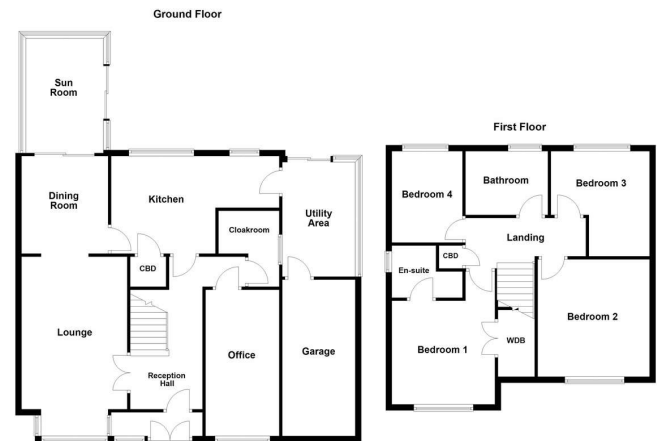 Ground Floor
Sun
Room
Dining
Room
Kitchen
Cloakroom
Utility
Area
CBD
Lounge
Reception
Hall
Office
Garage
First Floor
Bedroom 4
Bathroom
Bedroom 3
Landing
CBD
En-suite
Bedroom 1
WDB
Bedroom 2